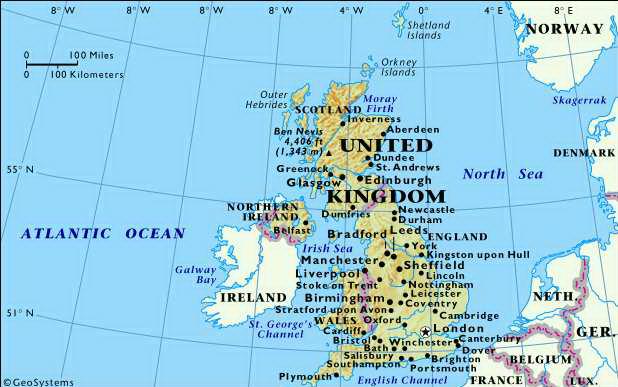 8° W
8° W
4° W
0°
4° E
8° E
Shetland
Islands
NORWAY
0 100 Miles
0 100 Kilometers
Orkney
Islands
Outer
Hebrides
SCOTLAND
Moray
Firth
Skagerrak
Inverness
Ben Nevis
4,406 ft
(1,343 m)
Aberdeen
UNITED
KINGDOM
DENMARK
Dundee
St. Andrews
55° N
Greenock
Glasgow
Edinburgh
North Sea
NORTHERN
IRELAND
Dumfries
Newcastle
Durham
Belfast
Bradford
Leeds
ENGLAND
ATLANTIC OCEAN
Irish Sea
York
Kingston upon Hull
Manchester
Sheffield
Galway
Bay
Liverpool
Lincoln
Stoke on Trent
Nottingham
IRELAND
Birmingham
Leicester
Coventry
NETH.
Stratford upon Avon
51° N
St. George's
Channel
WALES
Oxford
Cambridge
Cardiff
London
GER.
Bristol
Winchester
Canterbury
Bath
Dover
BELGIUM
Salisbury
Brighton
Southampton
Portsmouth
Plymouth
English Channel
FRANCE
LUX.
©GeoSystems
4° W
0°
4° E